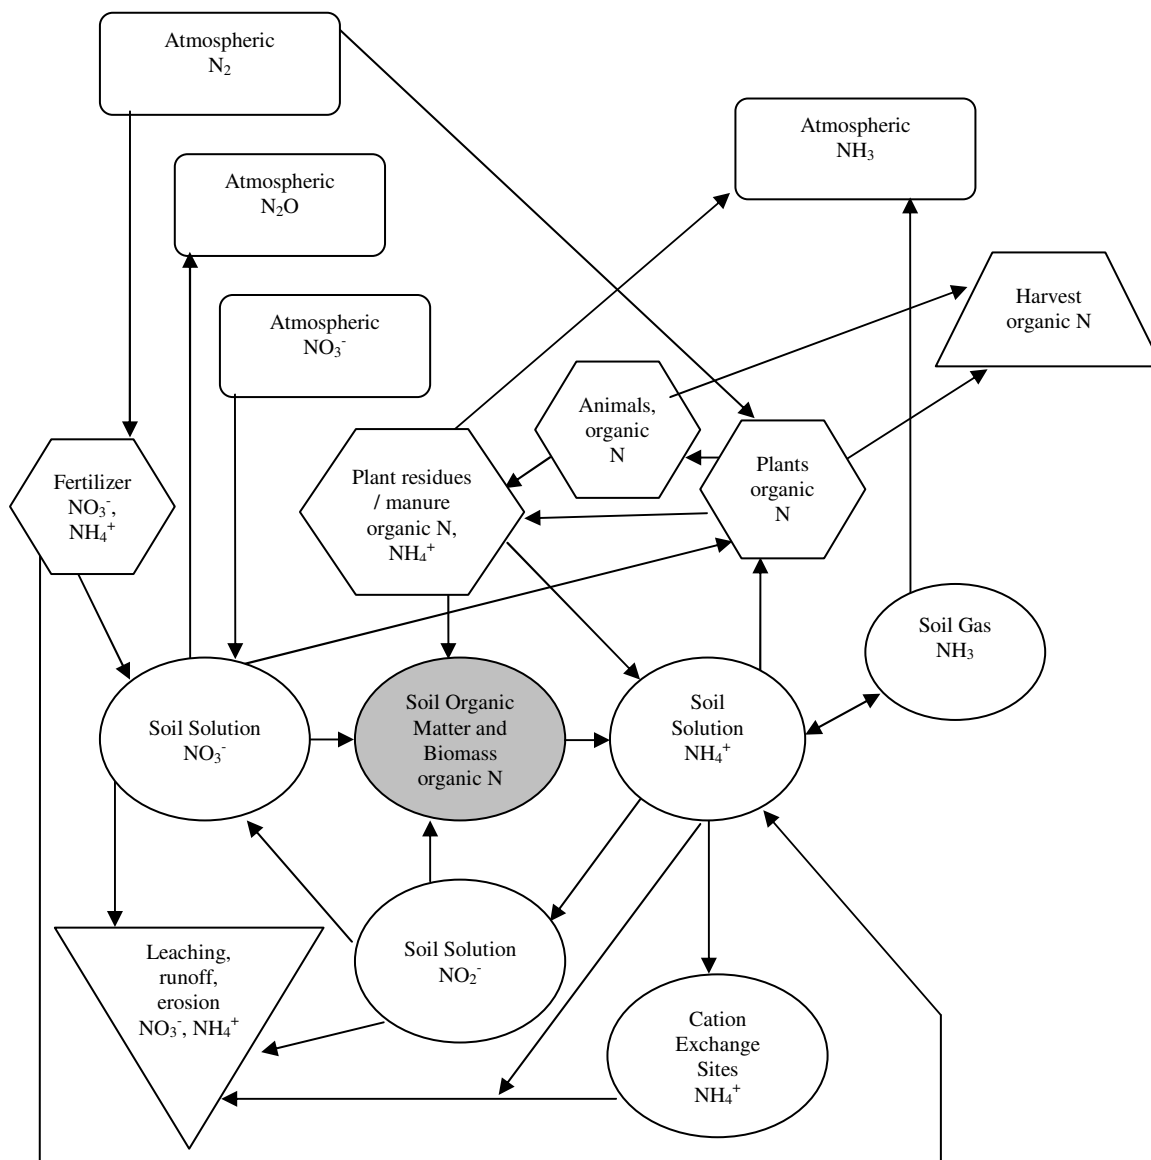 Atmospheric
N₂
Atmospheric
NH₃
Atmospheric
N₂O
Atmospheric
NO₃⁻
Harvest
organic N
Animals,
organic
N
Plants
organic
N
Fertilizer
NO₃⁻,
NH₄⁺
Plant residues
/ manure
organic N,
NH₄⁺
Soil Gas
NH₃
Soil Solution
NO₃⁻
Soil Organic
Matter and
Biomass
organic N
Soil
Solution
NH₄⁺
Leaching,
runoff,
erosion
NO₃⁻, NH₄⁺
Soil Solution
NO₂⁻
Cation
Exchange
Sites
NH₄⁺